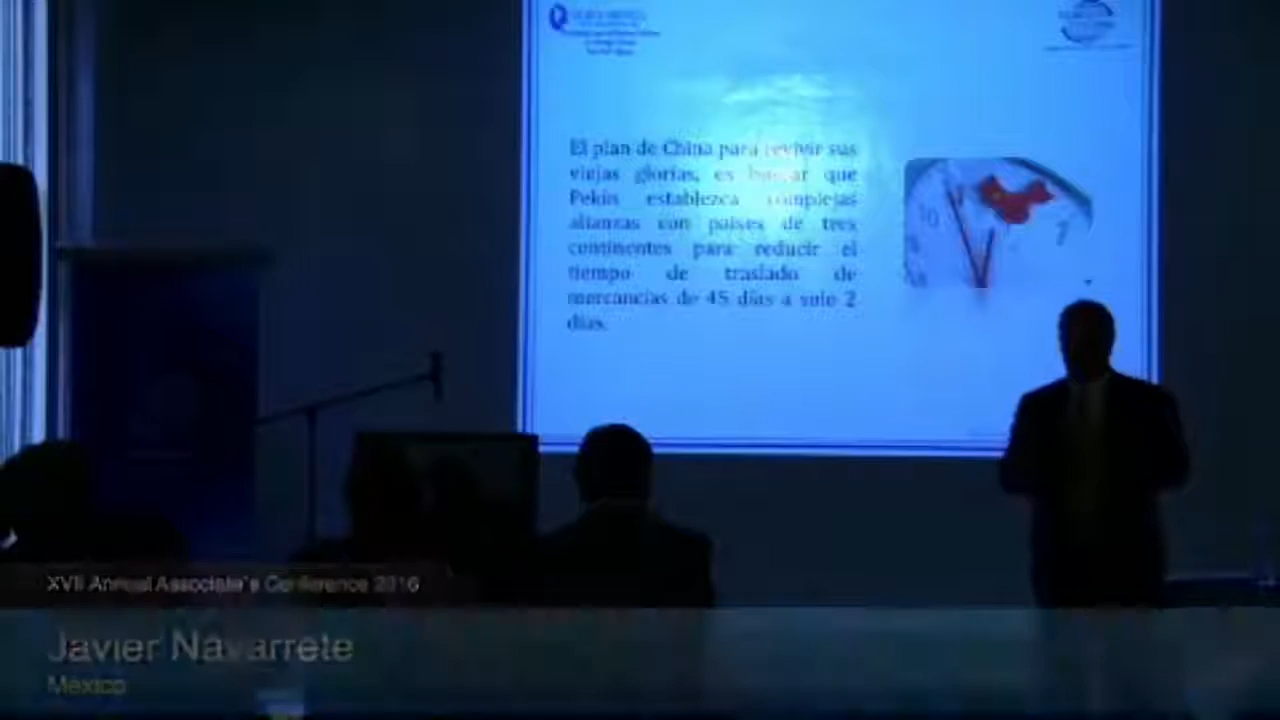 El plan de China para revivir sus
viejas glorias, es buscar que
Pekín establezca complejas
alianzas con países de tres
continentes para reducir el
tiempo de traslado de
mercancías de 45 días a solo 2
días.
10
XVII Annual Associate's Conference 2016
Javier Navarrete
Mexico